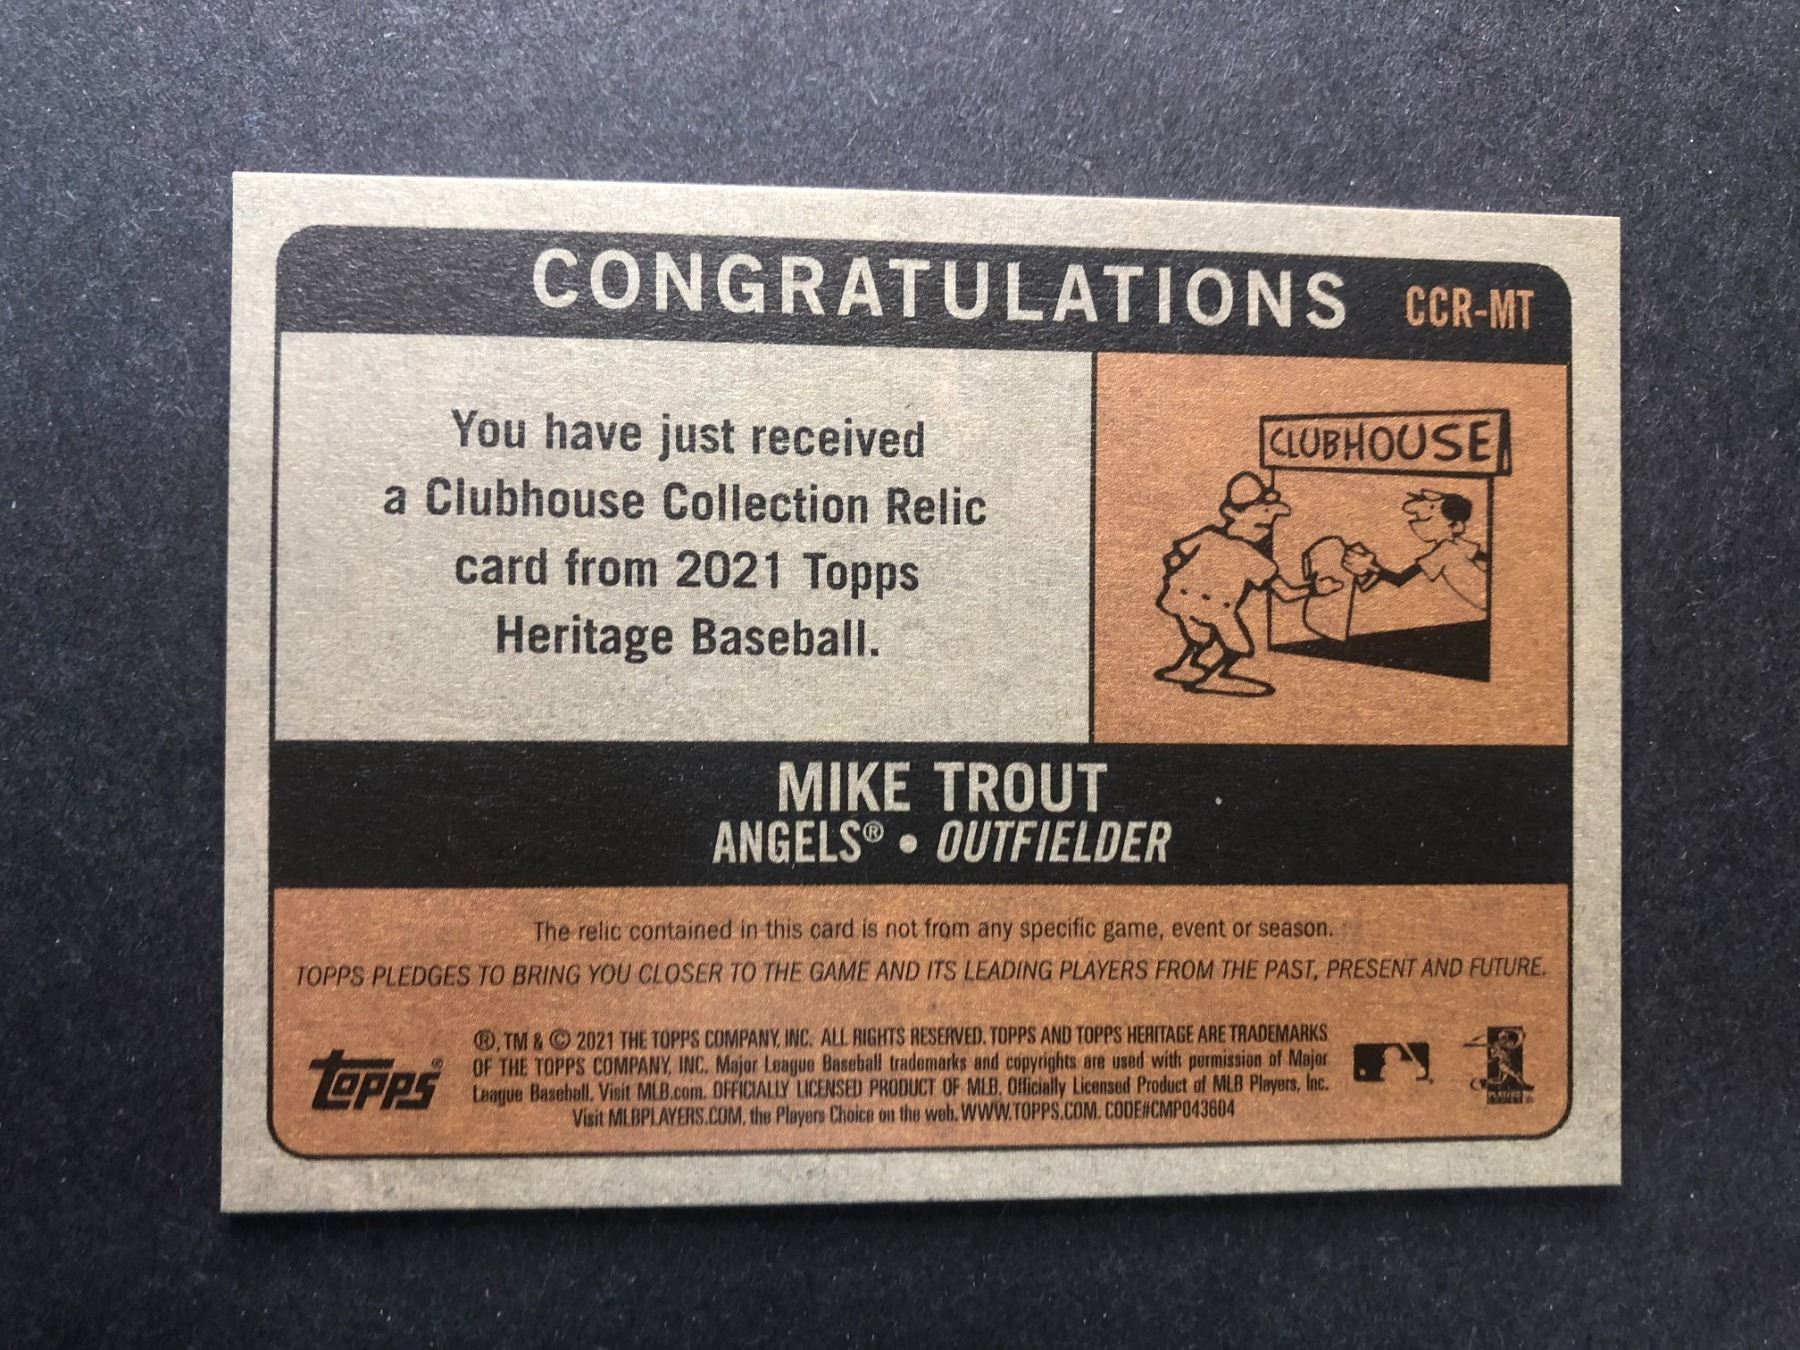 CONGRATULATIONS CCR-MT
You have just received
a Clubhouse Collection Relic
card from 2021 Topps
Heritage Baseball.
CLUBHOUSE
MIKE TROUT
ANGELS® • OUTFIELDER
The relic contained in this card is not from any specific game, event or season.
TOPPS PLEDGES TO BRING YOU CLOSER TO THE GAME AND ITS LEADING PLAYERS FROM THE PAST, PRESENT AND FUTURE.
Topps®
®, TM & © 2021 THE TOPPS COMPANY, INC. ALL RIGHTS RESERVED. TOPPS AND TOPPS HERITAGE ARE TRADEMARKS
OF THE TOPPS COMPANY, INC. Major League Baseball trademarks and copyrights are used with permission of Major
League Baseball. Visit MLB.com. OFFICIALLY LICENSED PRODUCT OF MLB. Officially Licensed Product of MLB Players, Inc.
Visit MLBPLAYERS.COM, the Players Choice on the web. WWW.TOPPS.COM. CODE#CMP043604